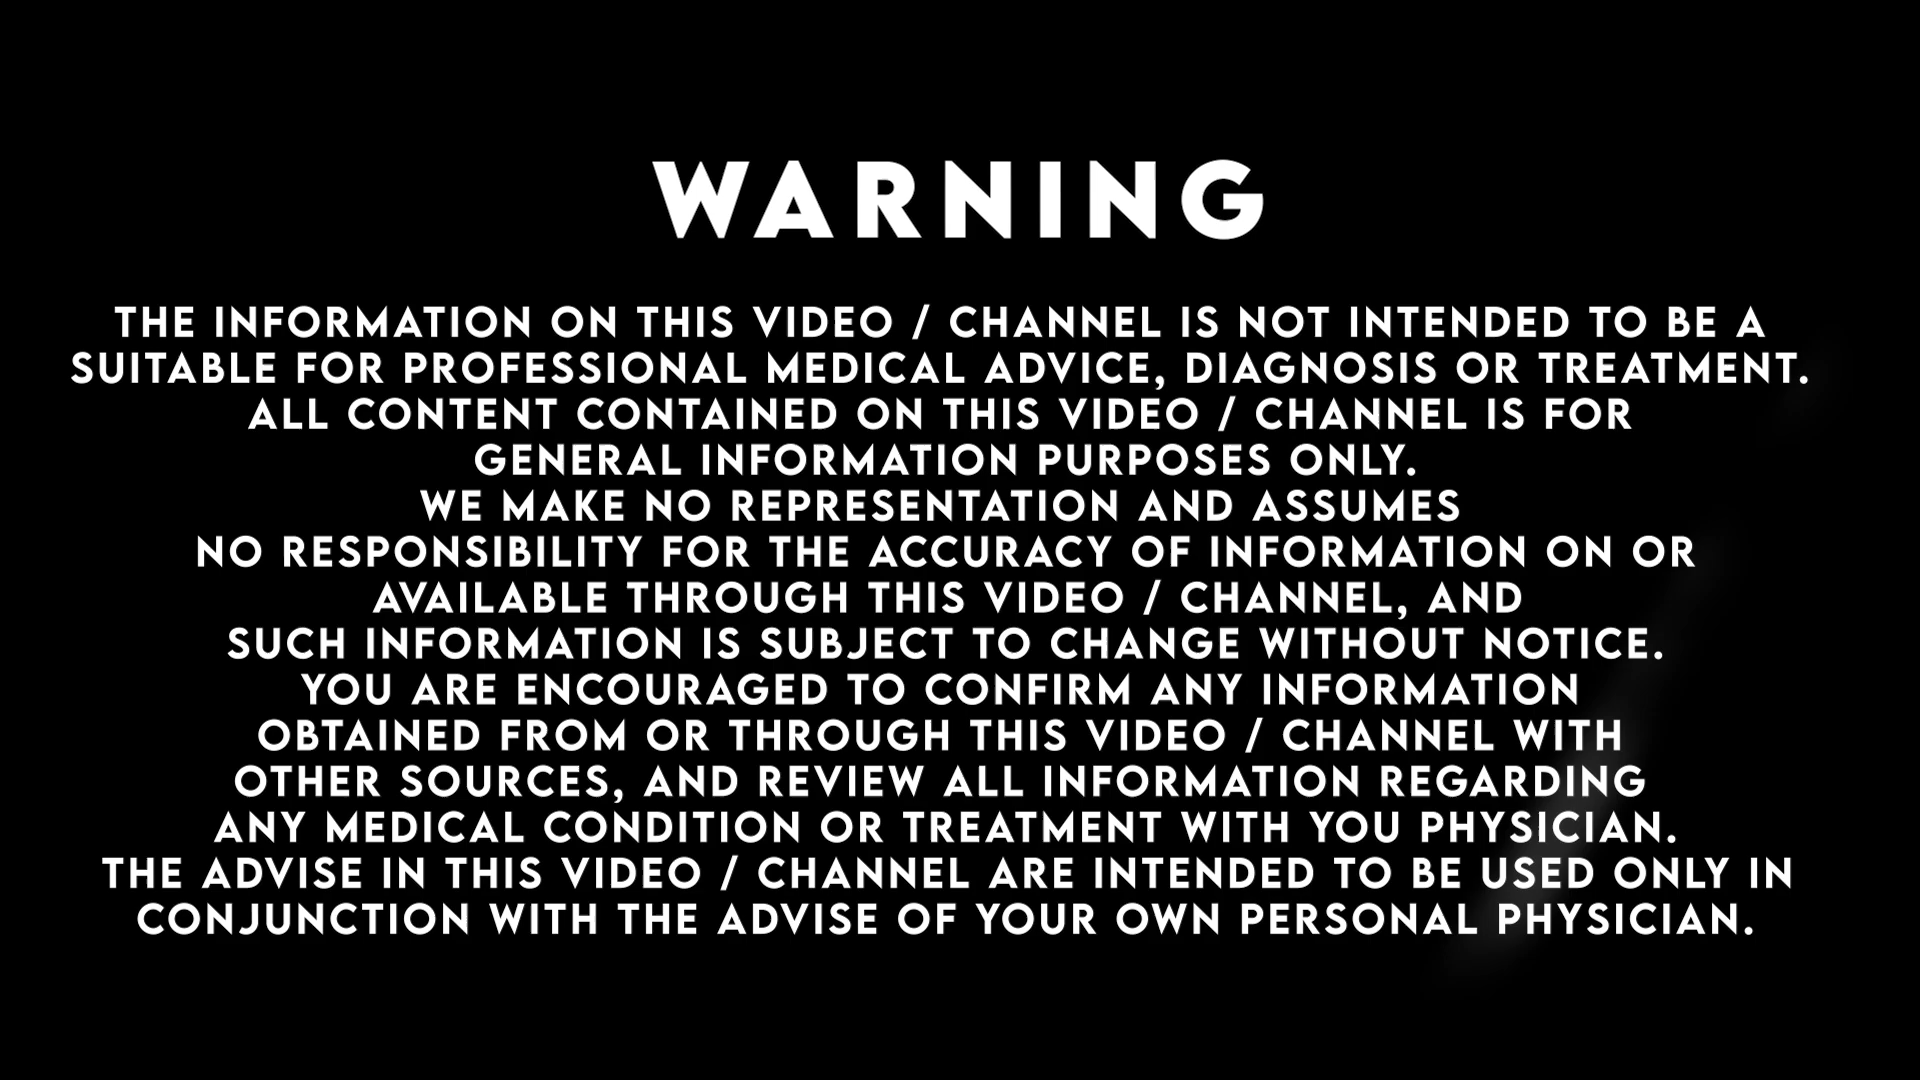 WARNING
THE INFORMATION ON THIS VIDEO / CHANNEL IS NOT INTENDED TO BE A
SUITABLE FOR PROFESSIONAL MEDICAL ADVICE, DIAGNOSIS OR TREATMENT.
ALL CONTENT CONTAINED ON THIS VIDEO / CHANNEL IS FOR
GENERAL INFORMATION PURPOSES ONLY.
WE MAKE NO REPRESENTATION AND ASSUMES
NO RESPONSIBILITY FOR THE ACCURACY OF INFORMATION ON OR
AVAILABLE THROUGH THIS VIDEO / CHANNEL, AND
SUCH INFORMATION IS SUBJECT TO CHANGE WITHOUT NOTICE.
YOU ARE ENCOURAGED TO CONFIRM ANY INFORMATION
OBTAINED FROM OR THROUGH THIS VIDEO / CHANNEL WITH
OTHER SOURCES, AND REVIEW ALL INFORMATION REGARDING
ANY MEDICAL CONDITION OR TREATMENT WITH YOU PHYSICIAN.
THE ADVISE IN THIS VIDEO / CHANNEL ARE INTENDED TO BE USED ONLY IN
CONJUNCTION WITH THE ADVISE OF YOUR OWN PERSONAL PHYSICIAN.